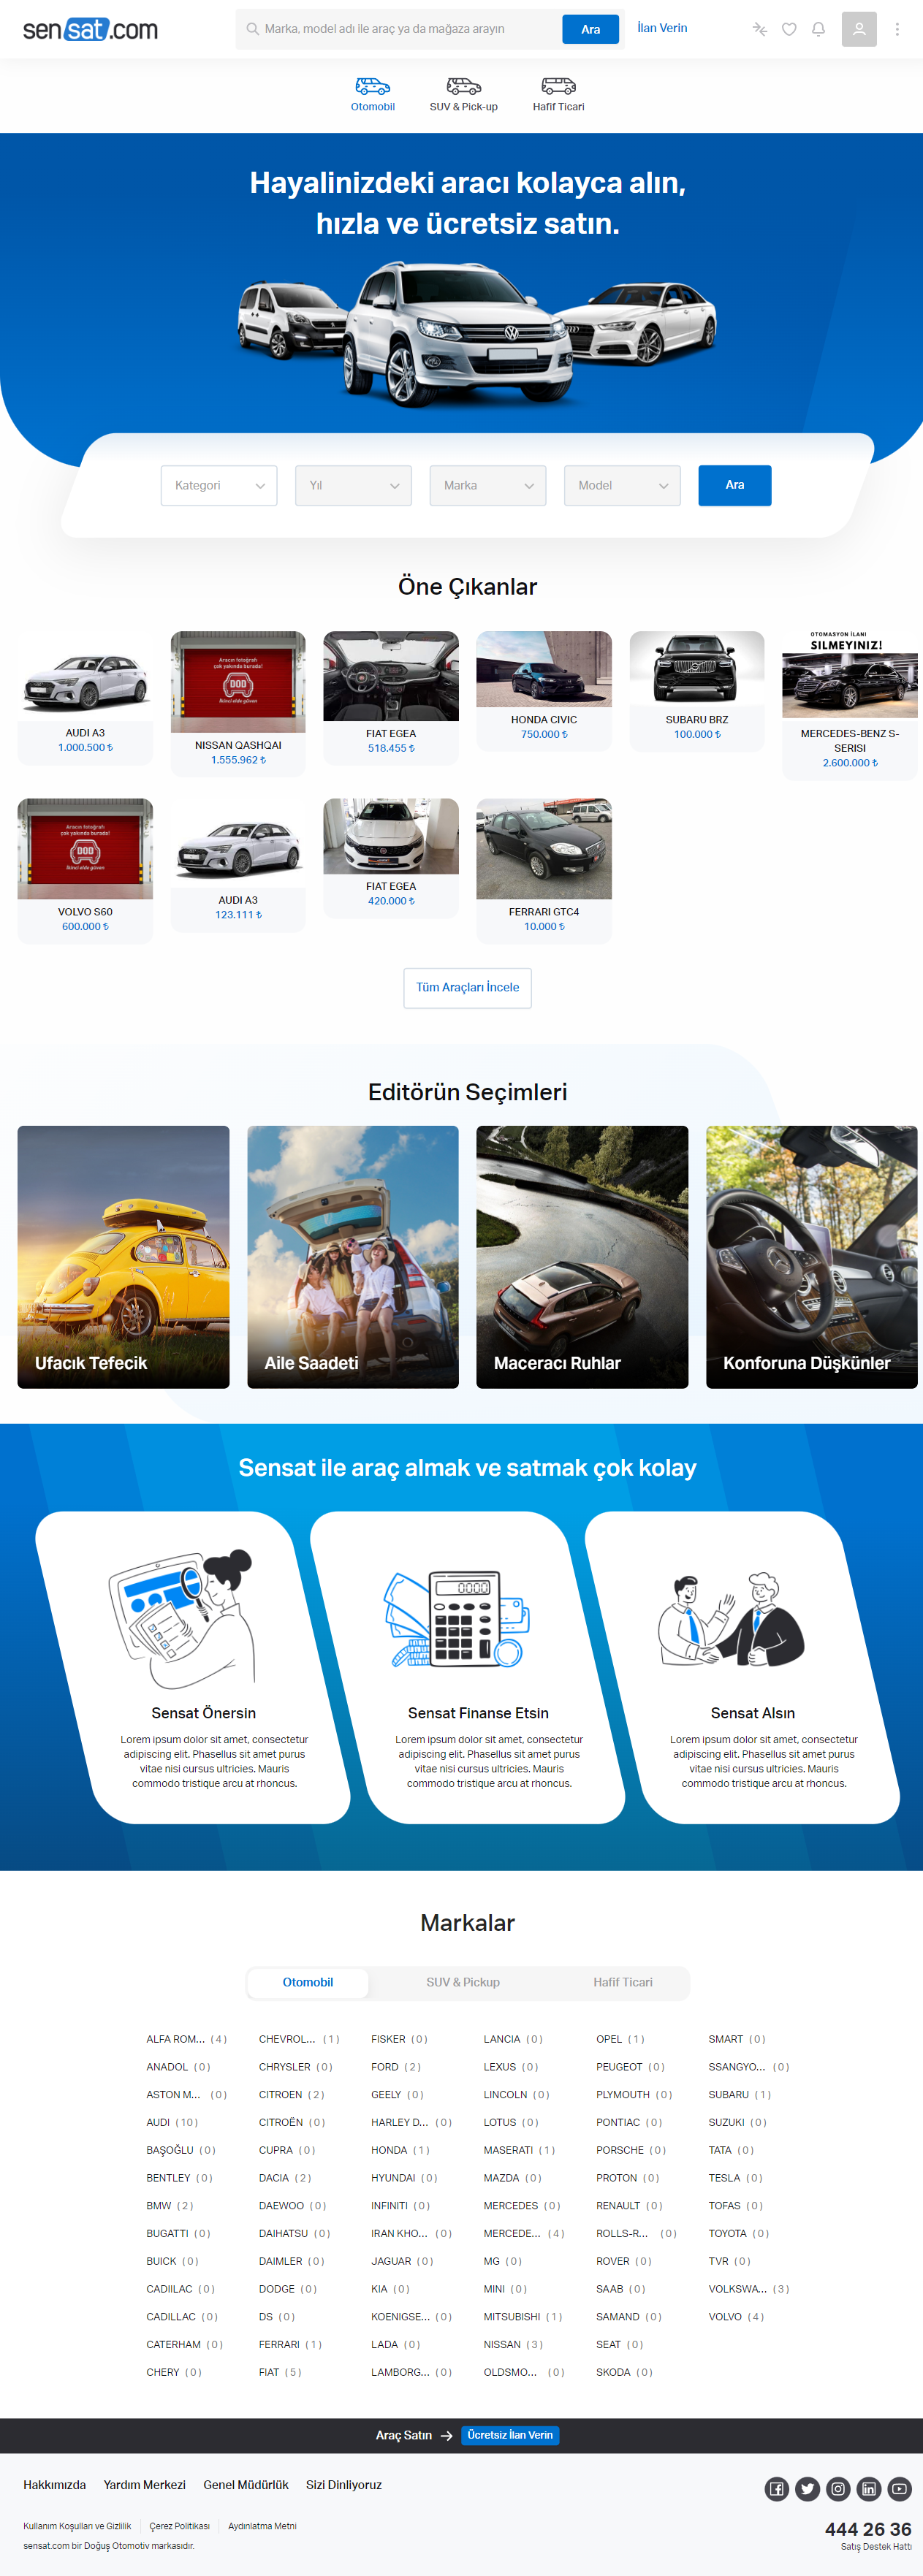 sensat.com
Marka, model adı ile araç ya da mağaza arayın
Ara
İlan Verin
Otomobil
SUV & Pick-up
Hafif Ticari
Hayalinizdeki aracı kolayca alın,
hızla ve ücretsiz satın.
Kategori
Yıl
Marka
Model
Ara
Öne Çıkanlar
AUDI A3
1.000.500 ₺
Aracın fotoğrafı
çok yakında burada!
DOD
İkinci elde güven
NISSAN QASHQAI
1.555.962 ₺
FIAT EGEA
518.455 ₺
HONDA CIVIC
750.000 ₺
SUBARU BRZ
100.000 ₺
OTOMASYON İLANI
SİLMEYİNİZ!
MERCEDES-BENZ S-
SERISI
2.600.000 ₺
Aracın fotoğrafı
çok yakında burada!
DOD
İkinci elde güven
VOLVO S60
600.000 ₺
AUDI A3
123.111 ₺
FIAT EGEA
420.000 ₺
FERRARI GTC4
10.000 ₺
Tüm Araçları İncele
Editörün Seçimleri
Ufacık Tefecik
Aile Saadeti
Maceracı Ruhlar
Konforuna Düşkünler
Sensat ile araç almak ve satmak çok kolay
Sensat Önersin
Lorem ipsum dolor sit amet, consectetur
adipiscing elit. Phasellus sit amet purus
vitae nisi cursus ultricies. Mauris
commodo tristique arcu at rhoncus.
0000
Sensat Finanse Etsin
Lorem ipsum dolor sit amet, consectetur
adipiscing elit. Phasellus sit amet purus
vitae nisi cursus ultricies. Mauris
commodo tristique arcu at rhoncus.
Sensat Alsın
Lorem ipsum dolor sit amet, consectetur
adipiscing elit. Phasellus sit amet purus
vitae nisi cursus ultricies. Mauris
commodo tristique arcu at rhoncus.
Markalar
Otomobil
SUV & Pickup
Hafif Ticari
ALFA ROM... (4)
ANADOL (0)
ASTON M... (0)
AUDI (10)
BAŞOĞLU (0)
BENTLEY (0)
BMW (2)
BUGATTI (0)
BUICK (0)
CADIILAC (0)
CADILLAC (0)
CATERHAM (0)
CHERY (0)
CHEVROL... (1)
CHRYSLER (0)
CITROEN (2)
CITROËN (0)
CUPRA (0)
DACIA (2)
DAEWOO (0)
DAIHATSU (0)
DAIMLER (0)
DODGE (0)
DS (0)
FERRARI (1)
FIAT (5)
FISKER (0)
FORD (2)
GEELY (0)
HARLEY D... (0)
HONDA (1)
HYUNDAI (0)
INFINITI (0)
IRAN KHO... (0)
JAGUAR (0)
KIA (0)
KOENIGSE... (0)
LADA (0)
LAMBORG... (0)
LANCIA (0)
LEXUS (0)
LINCOLN (0)
LOTUS (0)
MASERATI (1)
MAZDA (0)
MERCEDES (0)
MERCEDE... (4)
MG (0)
MINI (0)
MITSUBISHI (1)
NISSAN (3)
OLDSMO... (0)
OPEL (1)
PEUGEOT (0)
PLYMOUTH (0)
PONTIAC (0)
PORSCHE (0)
PROTON (0)
RENAULT (0)
ROLLS-R... (0)
ROVER (0)
SAAB (0)
SAMAND (0)
SEAT (0)
SKODA (0)
SMART (0)
SSANGYO... (0)
SUBARU (1)
SUZUKI (0)
TATA (0)
TESLA (0)
TOFAS (0)
TOYOTA (0)
TVR (0)
VOLKSWA... (3)
VOLVO (4)
Araç Satın → Ücretsiz İlan Verin
Hakkımızda
Yardım Merkezi
Genel Müdürlük
Sizi Dinliyoruz
Kullanım Koşulları ve Gizlilik
Çerez Politikası
Aydınlatma Metni
sensat.com bir Doğuş Otomotiv markasıdır.
444 26 36
Satış Destek Hattı